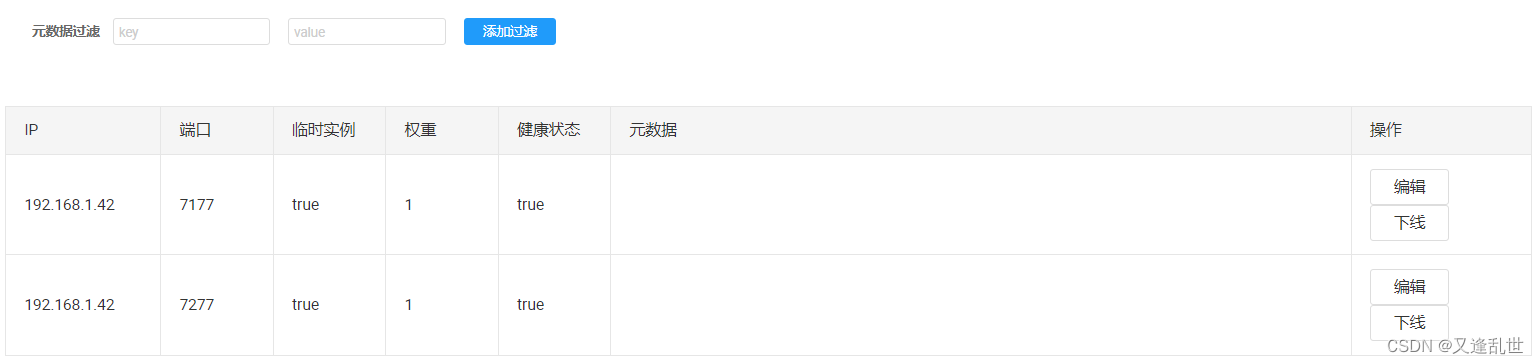 元数据过滤 key value 添加过滤
IP 端口 临时实例 权重 健康状态 元数据 操作
192.168.1.42 7177 true 1 true 编辑
下线
192.168.1.42 7277 true 1 true 编辑
下线
CSDN @又逢乱世